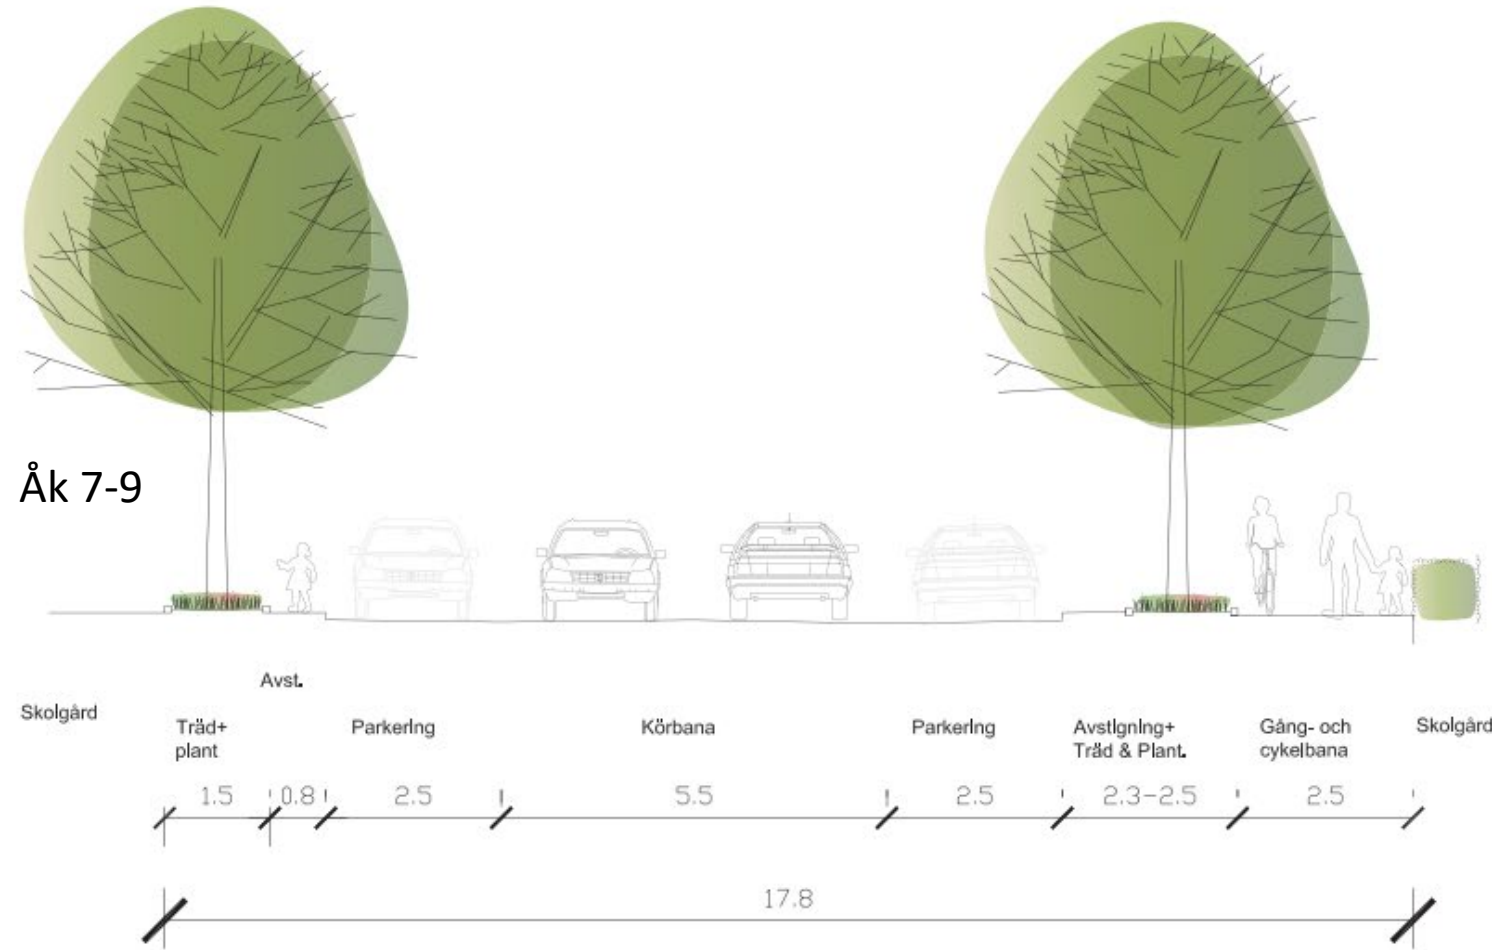 Åk 7-9
Avst.
Skolgård
Träd+
plant
Parkering
Körbana
Parkering
Avstigning+
Träd & Plant.
Gång- och
cykelbana
Skolgård
1.5
0.8
2.5
5.5
2.5
2.3-2.5
2.5
17.8